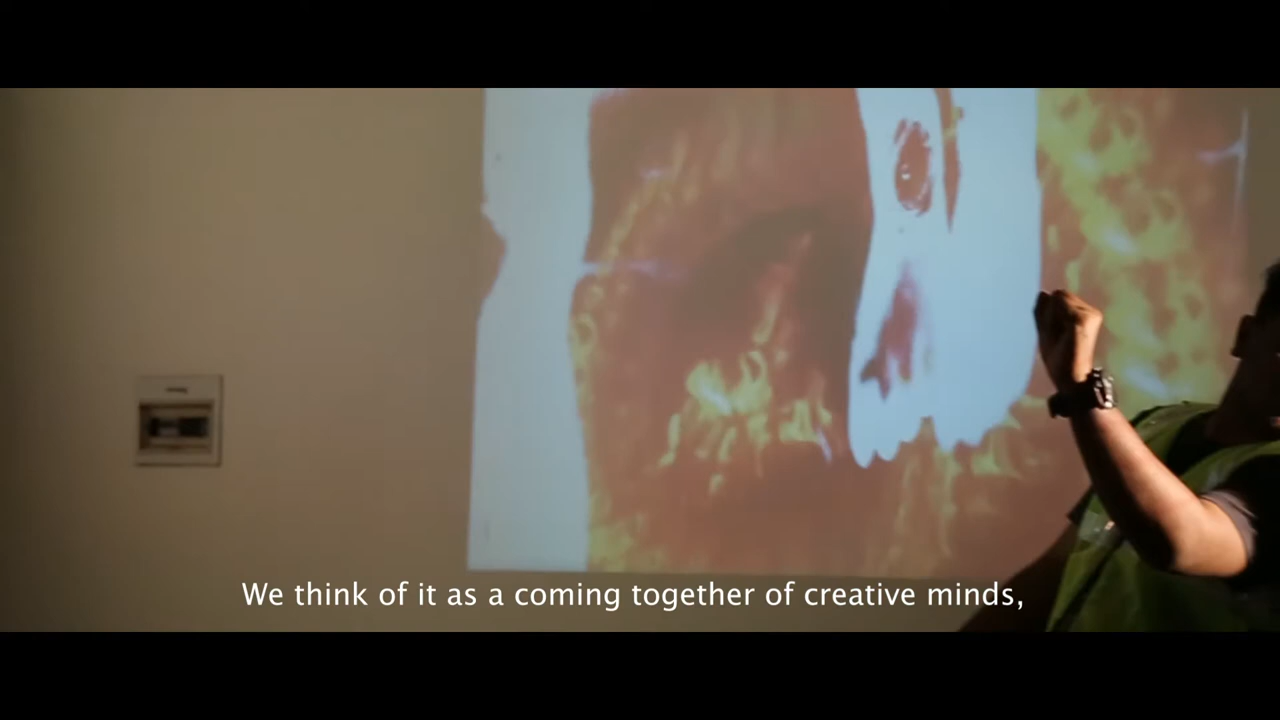 We think of it as a coming together of creative minds,